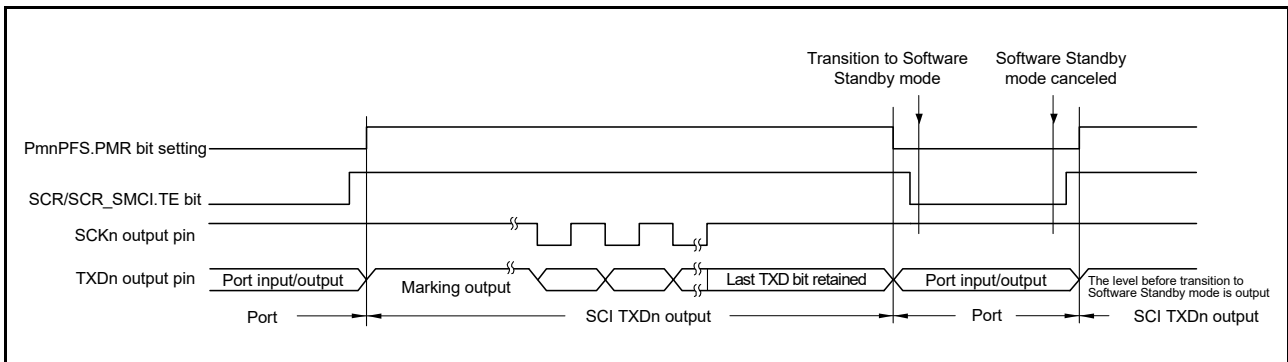 Transition to Software
Standby mode
Software Standby
mode canceled
PmnPFS.PMR bit setting
SCR/SCR_SMCI.TE bit
SCKn output pin
TXDn output pin
Port input/output
Marking output
Last TXD bit retained
Port input/output
The level before transition to
Software Standby mode is output
Port
SCI TXDn output
Port
SCI TXDn output